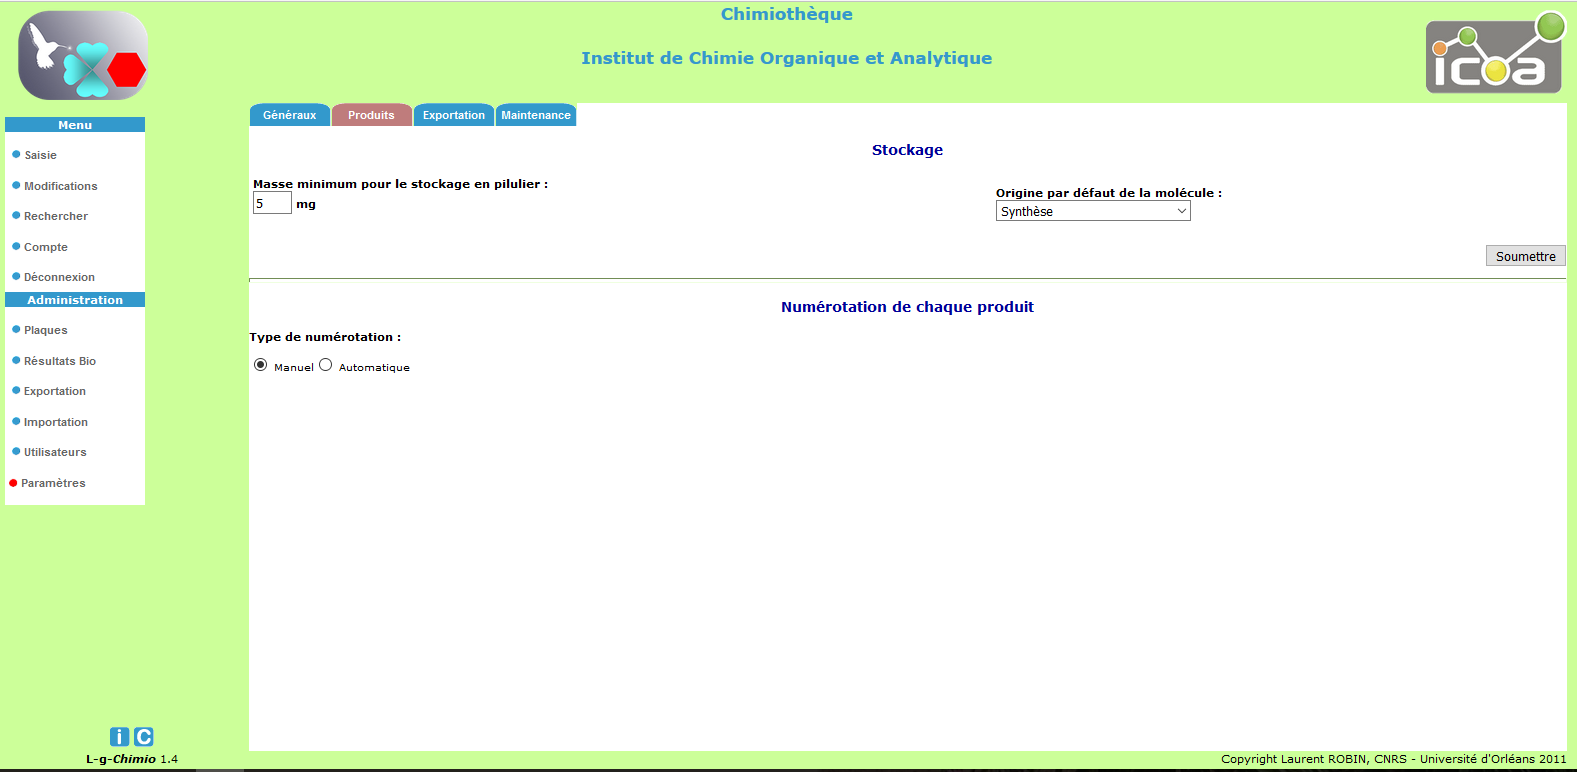 Chimiothèque
Institut de Chimie Organique et Analytique
icoa
Menu
Saisie
Modifications
Rechercher
Compte
Déconnexion
Administration
Plaques
Résultats Bio
Exportation
Importation
Utilisateurs
Paramètres
Généraux Produits Exportation Maintenance
Stockage
Masse minimum pour le stockage en pilulier :
5 mg
Origine par défaut de la molécule :
Synthèse
Soumettre
Numérotation de chaque produit
Type de numérotation :
Manuel Automatique
i C
L-g-Chimio 1.4
Copyright Laurent ROBIN, CNRS - Université d'Orléans 2011